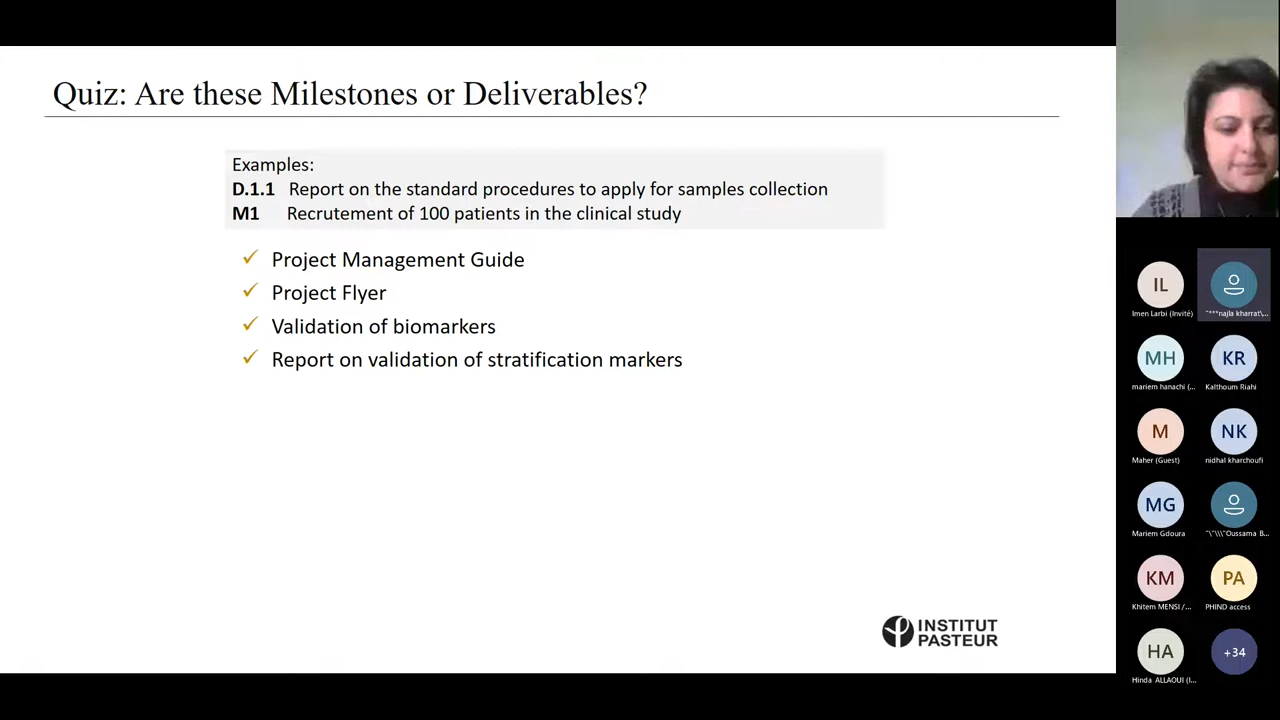 Quiz: Are these Milestones or Deliverables?
Examples:
D.1.1 Report on the standard procedures to apply for samples collection
M1 Recrutement of 100 patients in the clinical study
✓ Project Management Guide
✓ Project Flyer
✓ Validation of biomarkers
✓ Report on validation of stratification markers
INSTITUT
PASTEUR
IL
Imen Larbi (Invité)
"***najla kharrat\...
MH
mariem hanachi (...
KR
Kalthoum Riahi
M
Maher (Guest)
NK
nidhal kharchoufi
MG
Mariem Gdoura
"\"\\\"Oussama B...
KM
Khitem MENSI /...
PA
PHIND access
HA
Hinda ALLAOUI (I...
+34